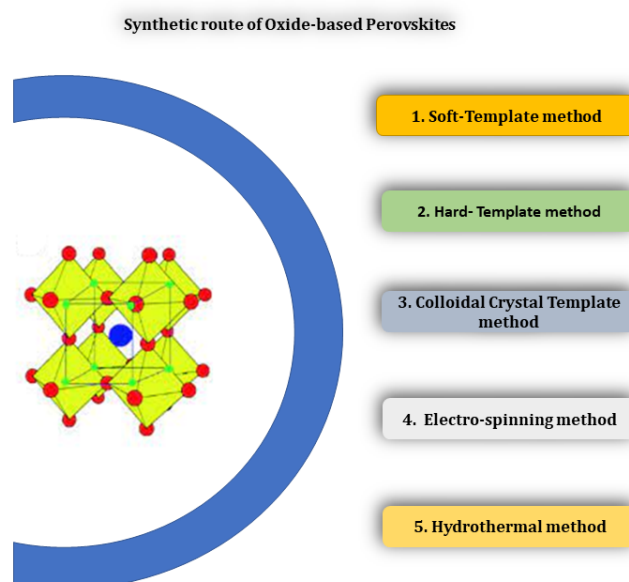 Synthetic route of Oxide-based Perovskites
1. Soft-Template method
2. Hard- Template method
3. Colloidal Crystal Template
method
4. Electro-spinning method
5. Hydrothermal method